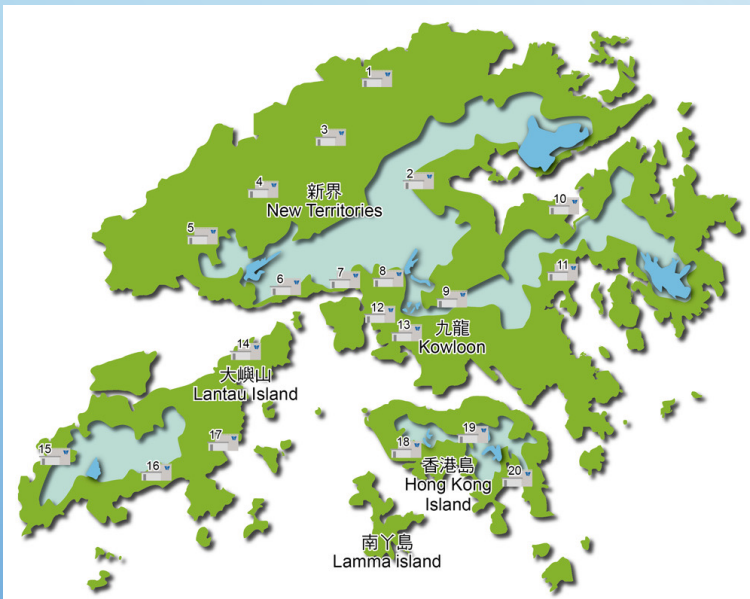 1
3
2
4
新界
New Territories
10
5
11
6
7
8
9
12
13
九龍
Kowloon
14
大嶼山
Lantau Island
15
16
17
18
19
香港島
Hong Kong
Island
20
南丫島
Lamma island